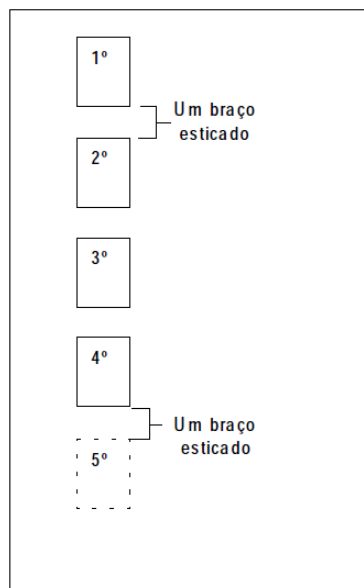 1º
Um braço
esticado
2º
3º
4º
Um braço
esticado
5º